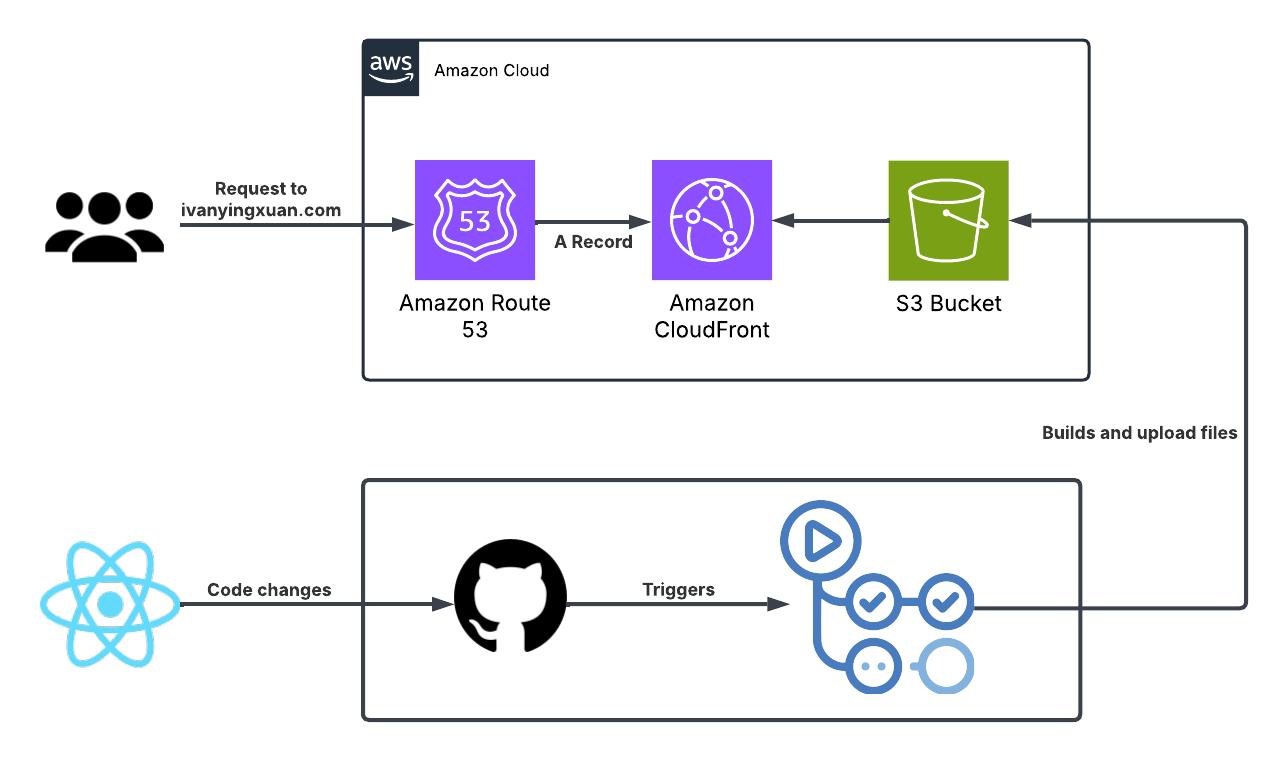 aws
Amazon Cloud
Request to
ivanyingxuan.com
53
A Record
Amazon Route
53
Amazon
CloudFront
S3 Bucket
Builds and upload files
Code changes
Triggers